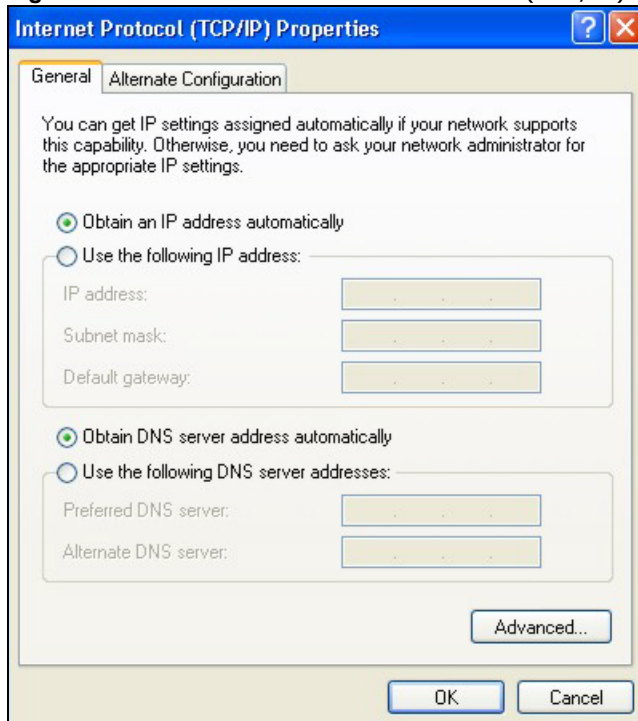 Internet Protocol (TCP/IP) Properties
General
Alternate Configuration
You can get IP settings assigned automatically if your network supports
this capability. Otherwise, you need to ask your network administrator for
the appropriate IP settings.
Obtain an IP address automatically
Use the following IP address:
IP address:
Subnet mask:
Default gateway:
Obtain DNS server address automatically
Use the following DNS server addresses:
Preferred DNS server:
Alternate DNS server:
Advanced...
OK
Cancel